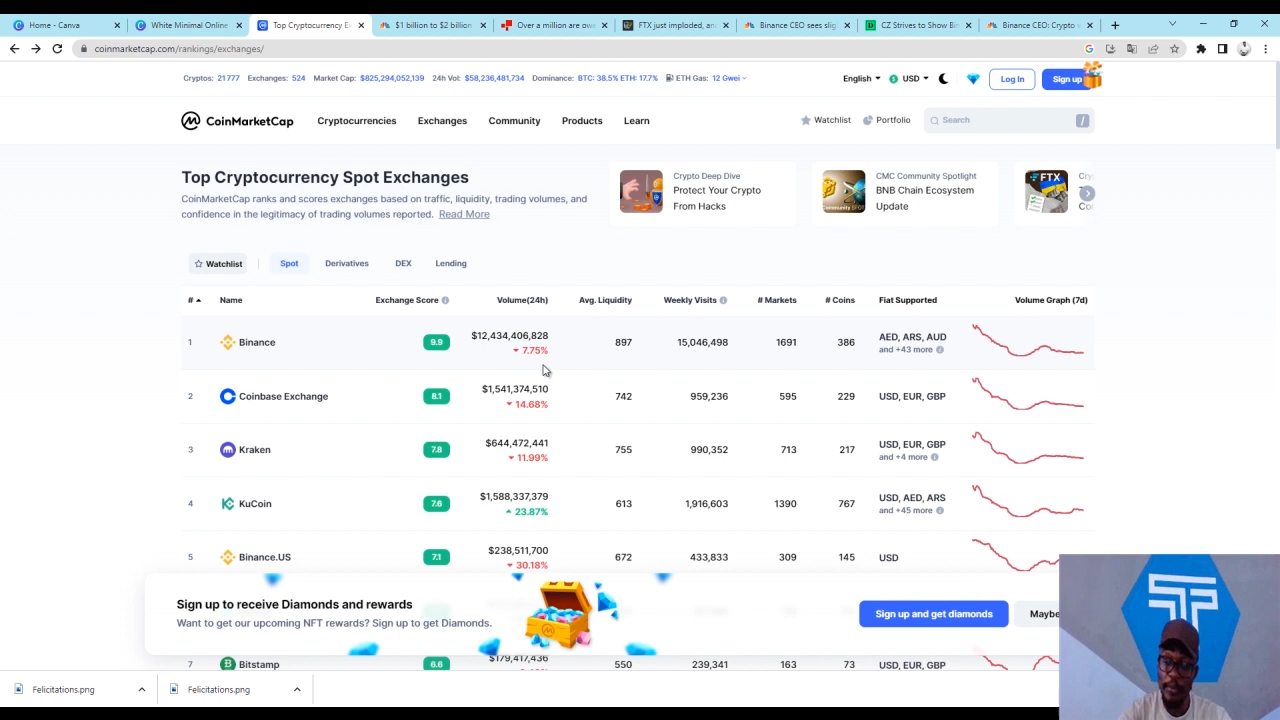 Home - Canva
White Minimalist Online
Top Cryptocurrency Ex
$1 billion to $2 billion
Over a million are owe
FTX just imploded, and
Binance CEO sees sligh
CZ Strives to Show Bin
Binance CEO: Crypto w
coinmarketcap.com/rankings/exchanges/
Cryptos: 21 777 Exchanges: 524 Market Cap: $825,294,052,139 24h Vol: $58,236,481,734 Dominance: BTC: 38.5% ETH: 17.7% ETH Gas: 12 Gwei
English USD Log In Sign up
CoinMarketCap Cryptocurrencies Exchanges Community Products Learn Watchlist Portfolio Search /
Top Cryptocurrency Spot Exchanges
CoinMarketCap ranks and scores exchanges based on traffic, liquidity, trading volumes, and
confidence in the legitimacy of trading volumes reported. Read More
Crypto Deep Dive
Protect Your Crypto
From Hacks
CMC Community Spotlight
BNB Chain Ecosystem
Update
FTX
Watchlist Spot Derivatives DEX Lending
# Name Exchange Score Volume(24h) Avg. Liquidity Weekly Visits # Markets # Coins Fiat Supported Volume Graph (7d)
1 Binance 9.9 $12,434,406,828 7.75% 897 15,046,498 1691 386 AED, ARS, AUD and +43 more
2 Coinbase Exchange 8.1 $1,541,374,510 14.68% 742 959,236 595 229 USD, EUR, GBP
3 Kraken 7.8 $644,472,441 11.99% 755 990,352 713 217 USD, EUR, GBP and +4 more
4 KuCoin 7.6 $1,588,337,379 23.87% 613 1,916,603 1390 767 USD, AED, ARS and +45 more
5 Binance.US 7.1 $238,511,700 30.18% 672 433,833 309 145 USD
Sign up to receive Diamonds and rewards
Want to get our upcoming NFT rewards? Sign up to get Diamonds.
Sign up and get diamonds Maybe
7 Bitstamp 6.6 $179,417,436 550 239,341 163 73 USD, EUR, GBP
Felicitations.png Felicitations.png